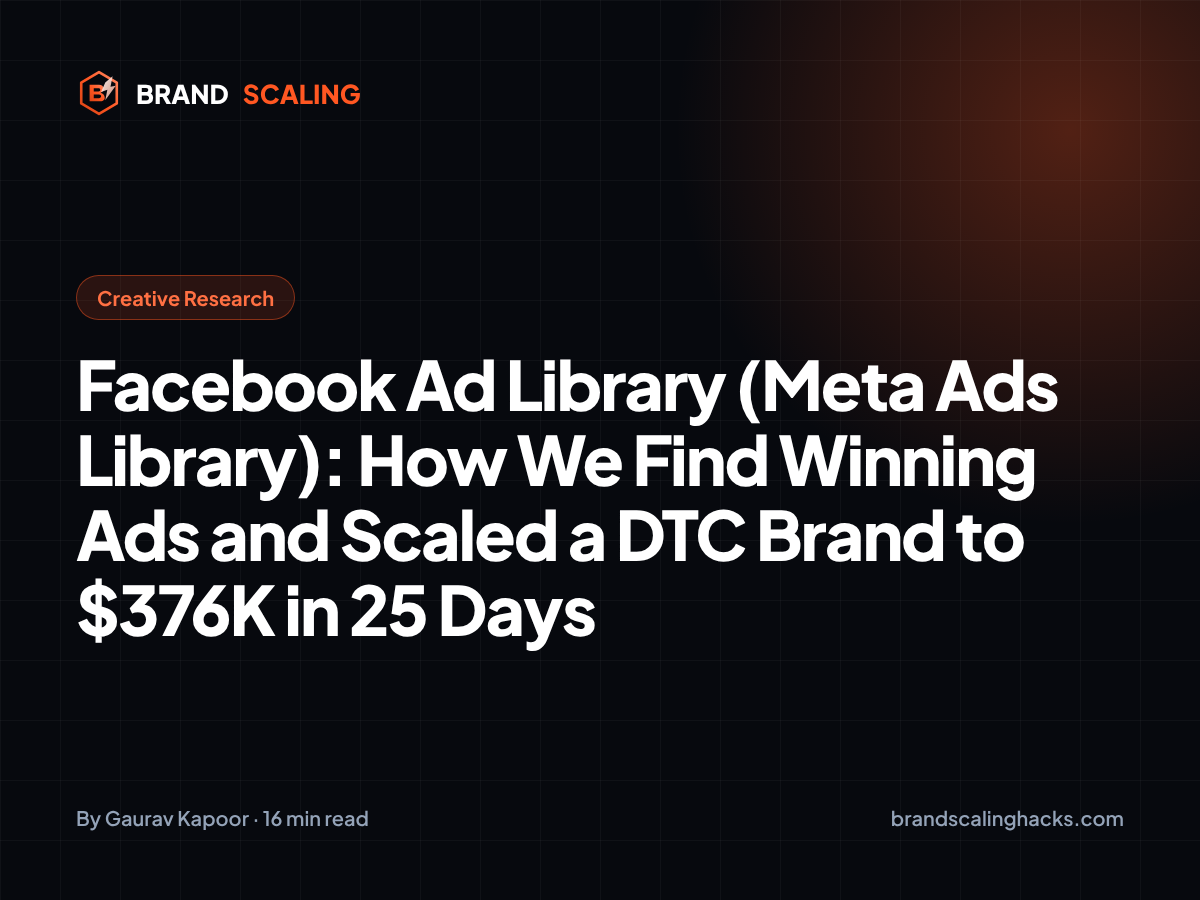 BRAND SCALING
Creative Research
Facebook Ad Library (Meta Ads
Library): How We Find Winning
Ads and Scaled a DTC Brand to
$376K in 25 Days
By Gaurav Kapoor · 16 min read
brandscalinghacks.com